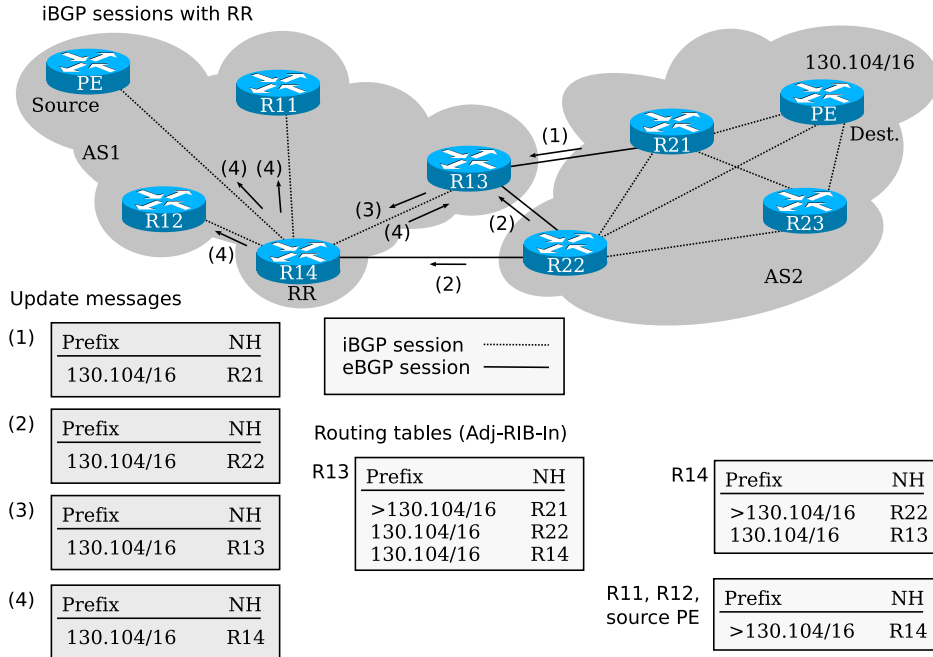 iBGP sessions with RR
PE
Source
R11
AS1
R12
R14
RR
R13
R21
130.104/16
PE
Dest.
R23
R22
AS2
(1)
(2)
(3)
(4)
(4)
(4)
(4)
(2)
Update messages
(1)
Prefix NH
130.104/16 R21
(2)
Prefix NH
130.104/16 R22
(3)
Prefix NH
130.104/16 R13
(4)
Prefix NH
130.104/16 R14
iBGP session
eBGP session
Routing tables (Adj-RIB-In)
R13
Prefix NH
>130.104/16 R21
130.104/16 R22
130.104/16 R14
R14
Prefix NH
>130.104/16 R22
130.104/16 R13
R11, R12,
source PE
Prefix NH
>130.104/16 R14